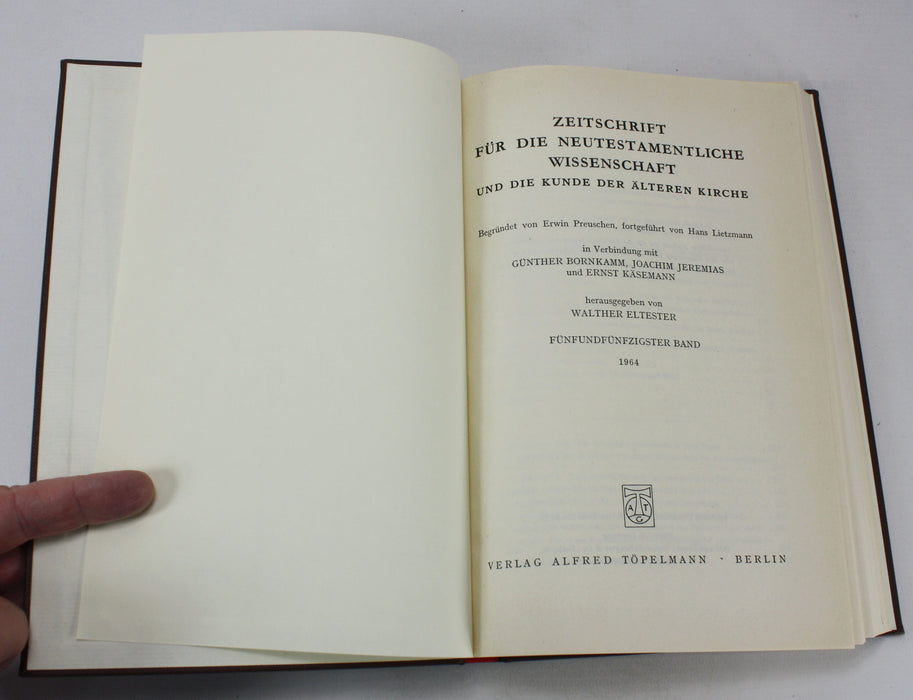 ZEITSCHRIFT
FÜR DIE NEUTESTAMENTLICHE
WISSENSCHAFT
UND DIE KUNDE DER ÄLTEREN KIRCHE
Begründet von Erwin Preuschen, fortgeführt von Hans Lietzmann
in Verbindung mit
GÜNTHER BORNKAMM, JOACHIM JEREMIAS
und ERNST KÄSEMANN
herausgegeben von
WALTHER ELTESTER
FÜNFUNDFÜNFZIGSTER BAND
1964
A T
G
VERLAG ALFRED TÖPELMANN · BERLIN